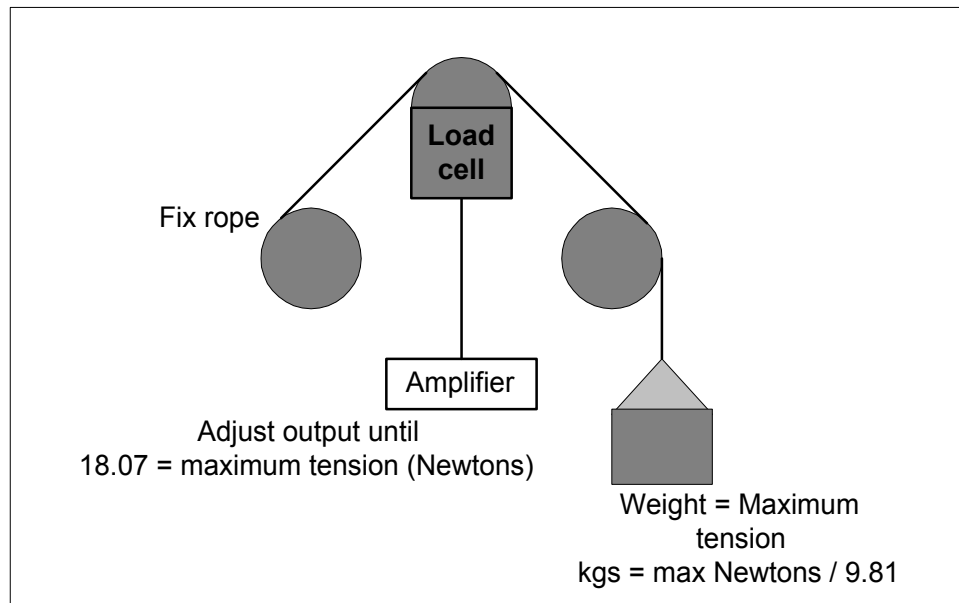 Load
cell
Fix rope
Amplifier
Adjust output until
18.07 = maximum tension (Newtons)
Weight = Maximum
tension
kgs = max Newtons / 9.81